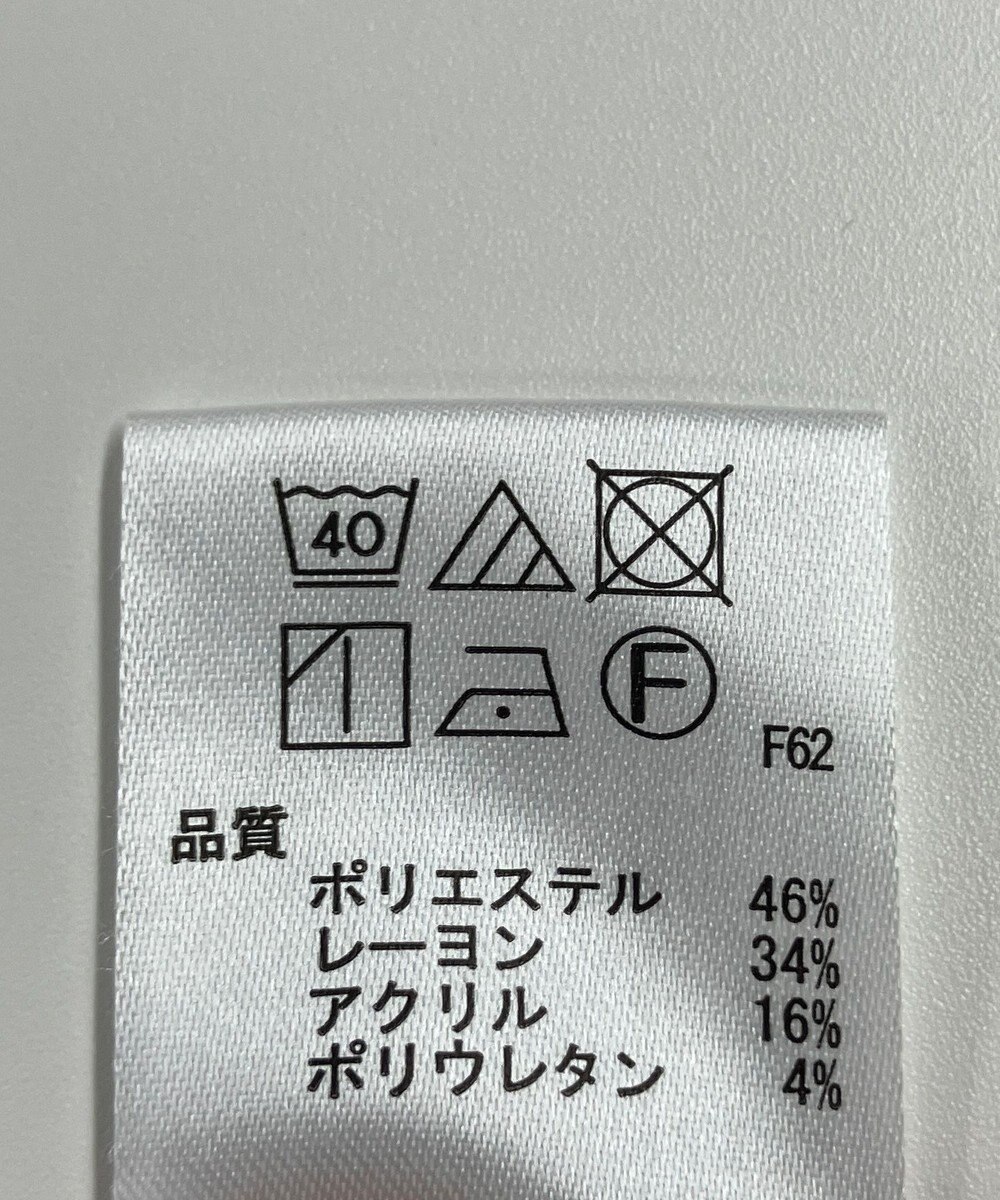 40
F
F62
品質
ポリエステル 46%
レーヨン 34%
アクリル 16%
ポリウレタン 4%